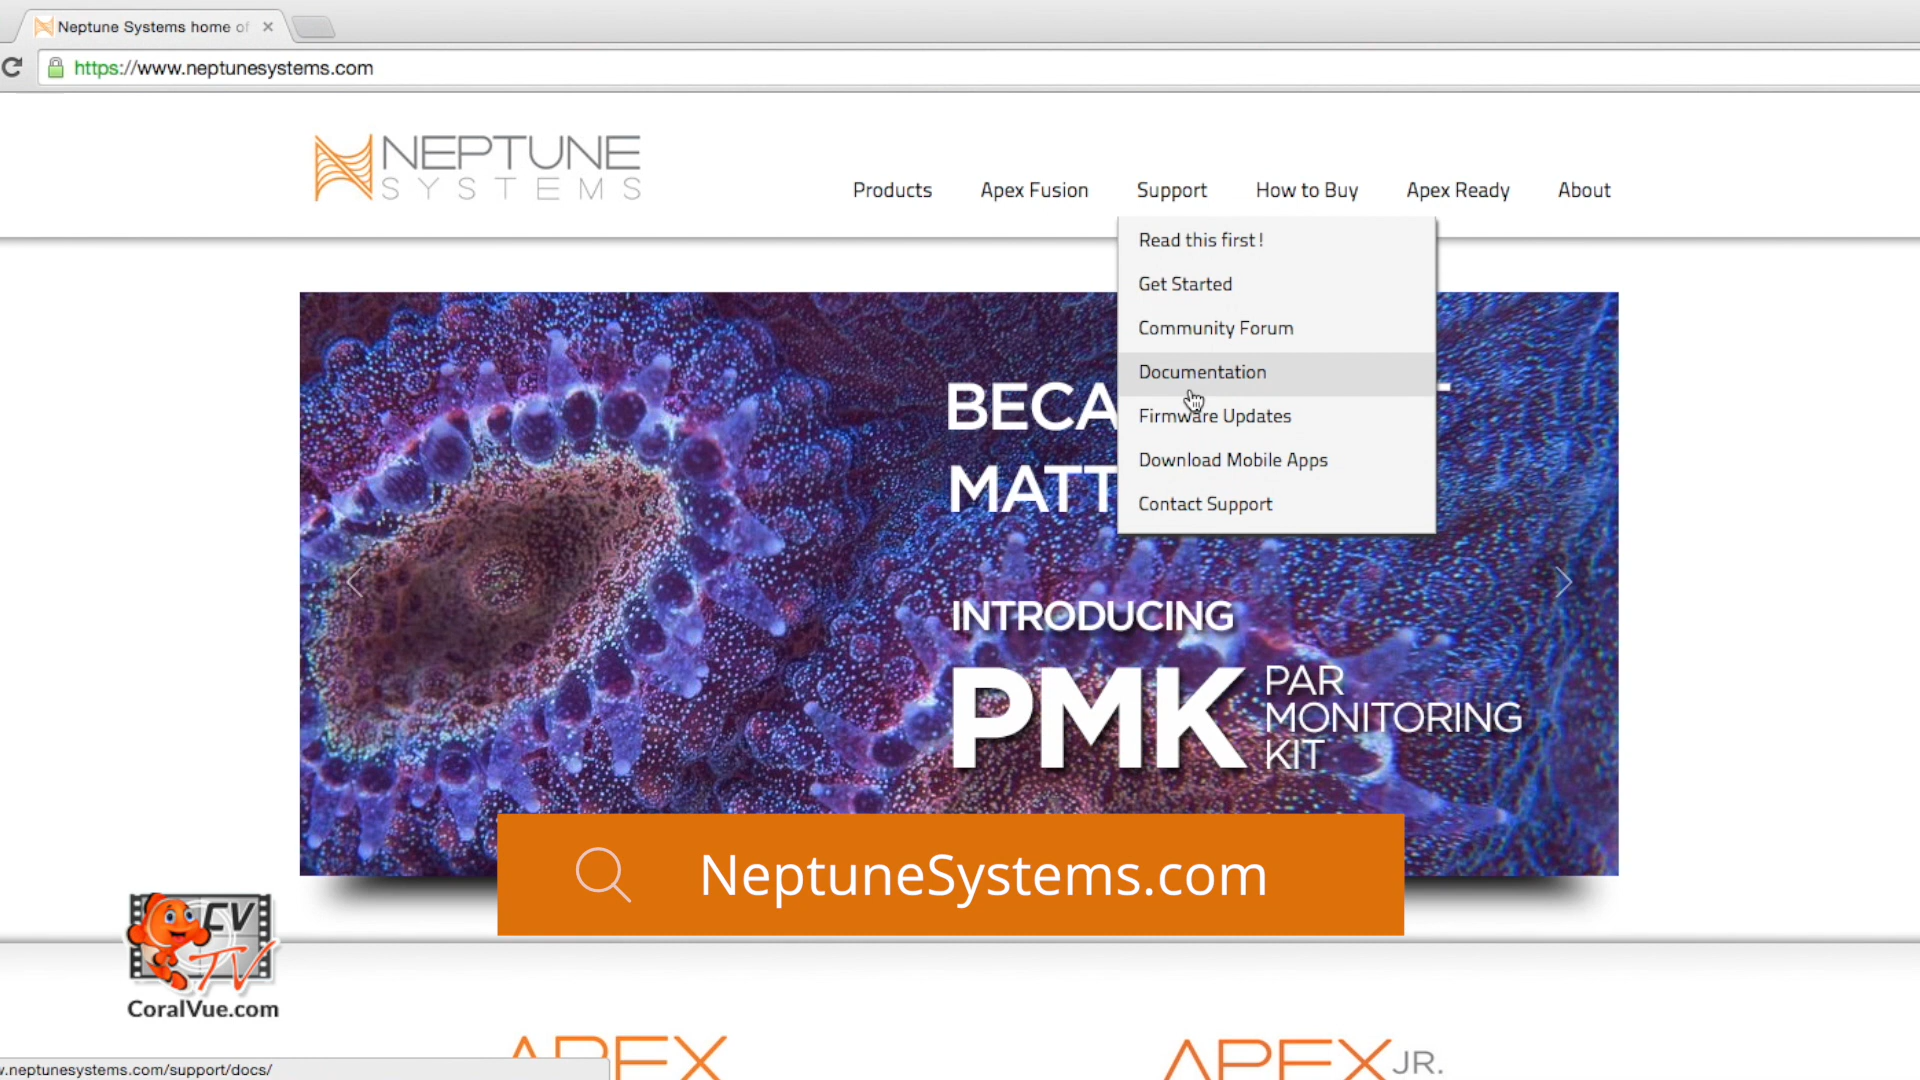 Neptune Systems home of
https://www.neptunesystems.com
NEPTUNE
SYSTEMS
Products Apex Fusion Support How to Buy Apex Ready About
Read this first!
Get Started
Community Forum
Documentation
Firmware Updates
Download Mobile Apps
Contact Support
BECA
MATT
INTRODUCING
PMK
PAR
MONITORING
KIT
NeptuneSystems.com
CV
TV
CoralVue.com
APEX
APEX JR.
.neptunesystems.com/support/docs/